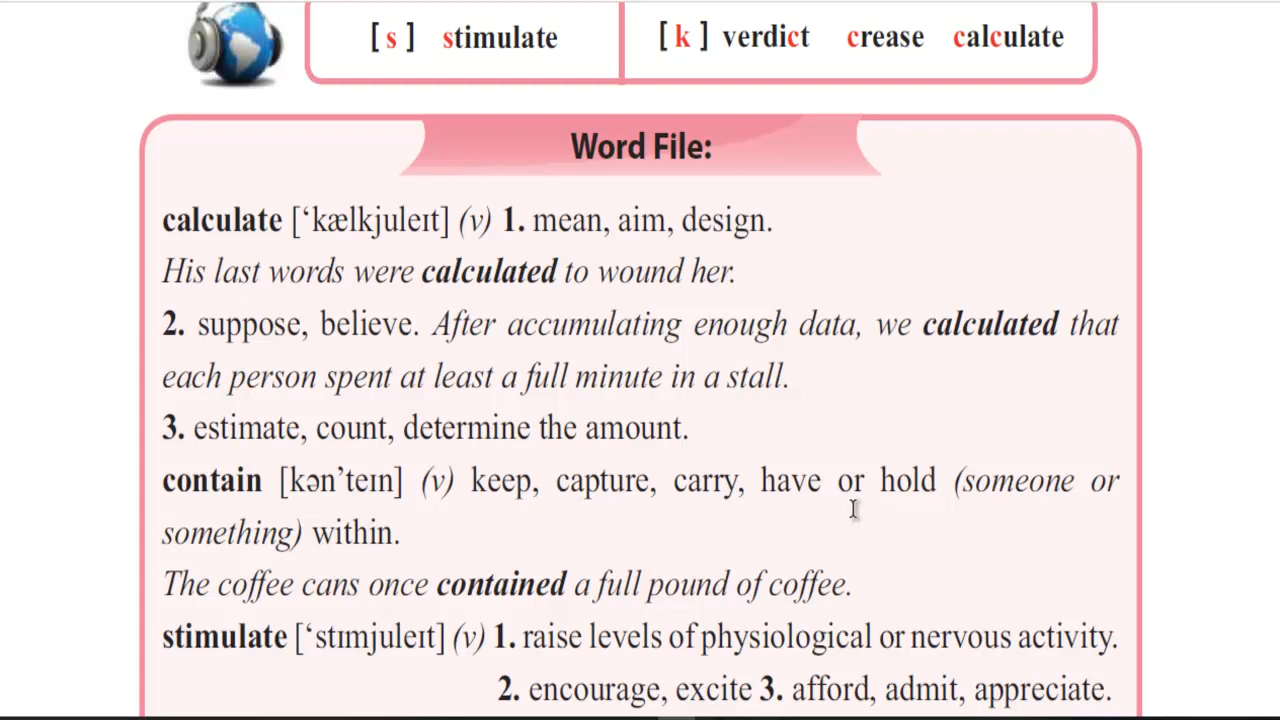 [ s ] stimulate [ k ] verdict crease calculate
Word File:
calculate [‘kælkjuleıt] (v) 1. mean, aim, design.
His last words were calculated to wound her.
2. suppose, believe. After accumulating enough data, we calculated that
each person spent at least a full minute in a stall.
3. estimate, count, determine the amount.
contain [kən’teın] (v) keep, capture, carry, have or hold (someone or
something) within.
The coffee cans once contained a full pound of coffee.
stimulate [‘stımjuleıt] (v) 1. raise levels of physiological or nervous activity.
2. encourage, excite 3. afford, admit, appreciate.